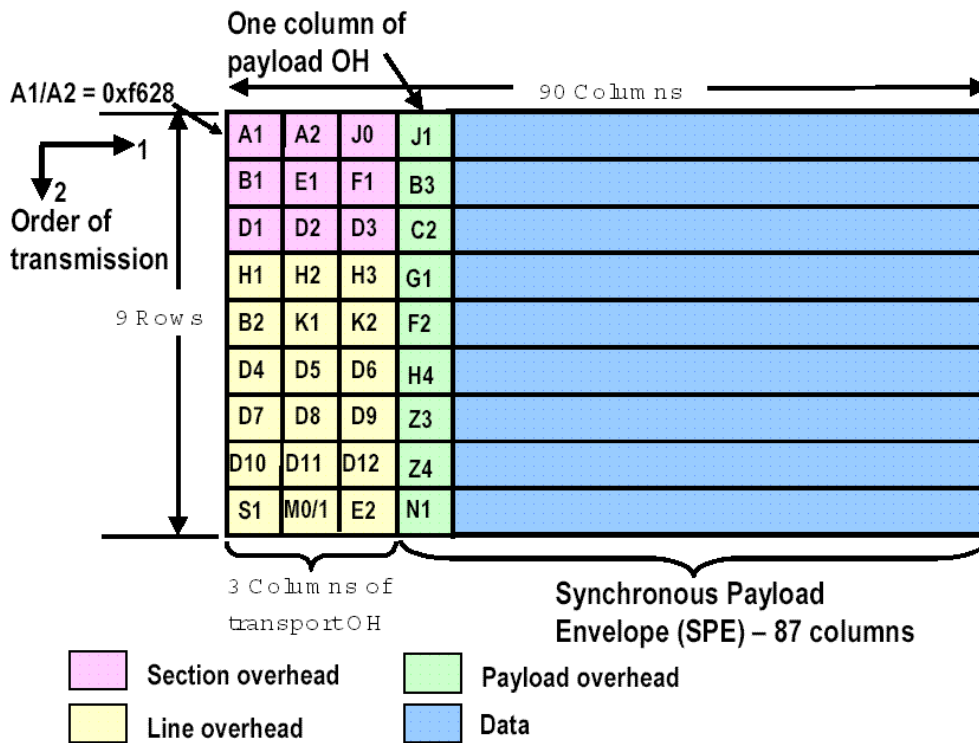 One column of
payload OH
A1/A2 = 0xf628
90 Columns
1
2
Order of
transmission
9 Rows
A1 A2 J0 J1
B1 E1 F1 B3
D1 D2 D3 C2
H1 H2 H3 G1
B2 K1 K2 F2
D4 D5 D6 H4
D7 D8 D9 Z3
D10 D11 D12 Z4
S1 M0/1 E2 N1
3 Columns of
transport OH
Synchronous Payload
Envelope (SPE) – 87 columns
Section overhead
Payload overhead
Line overhead
Data